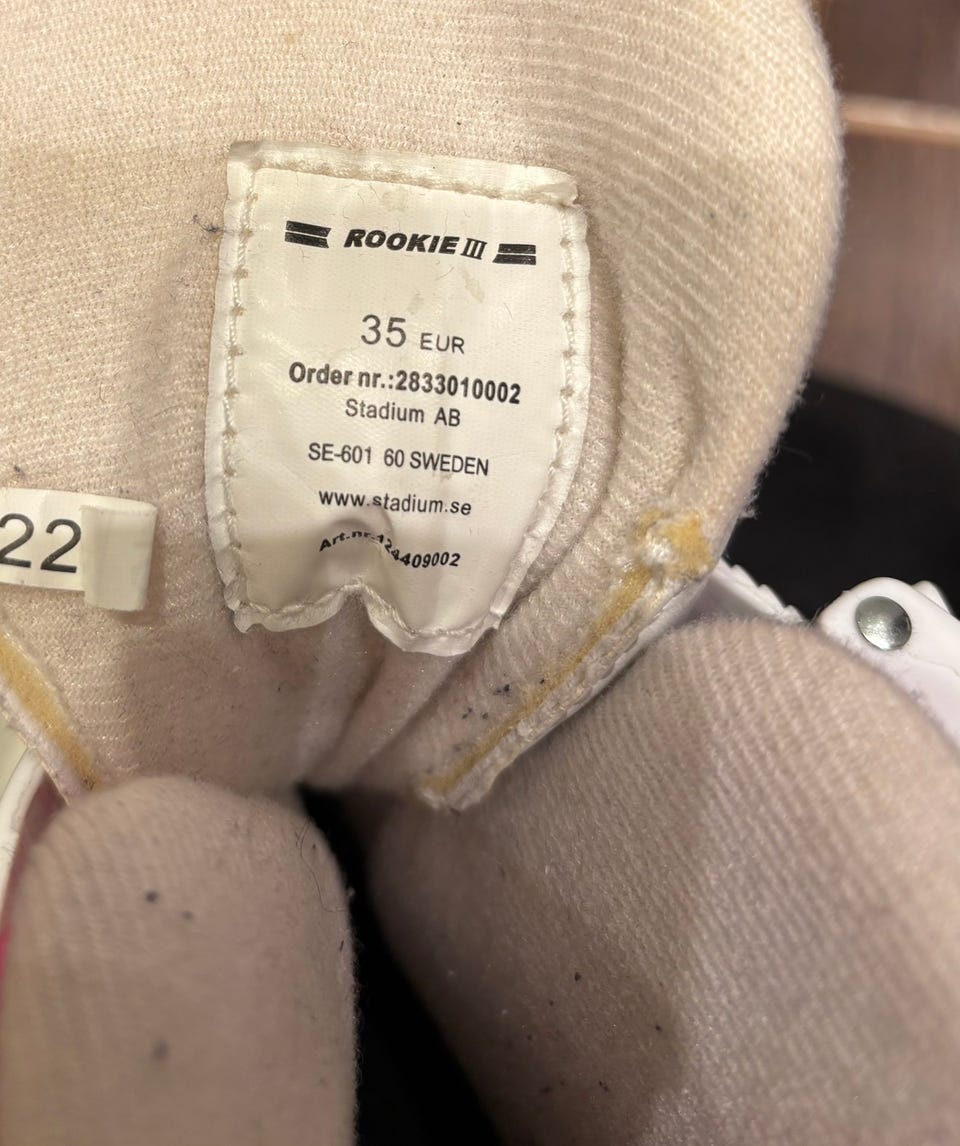 ROOKIE III
35 EUR
Order nr.:2833010002
Stadium AB
SE-601 60 SWEDEN
www.stadium.se
Art.nr.
22